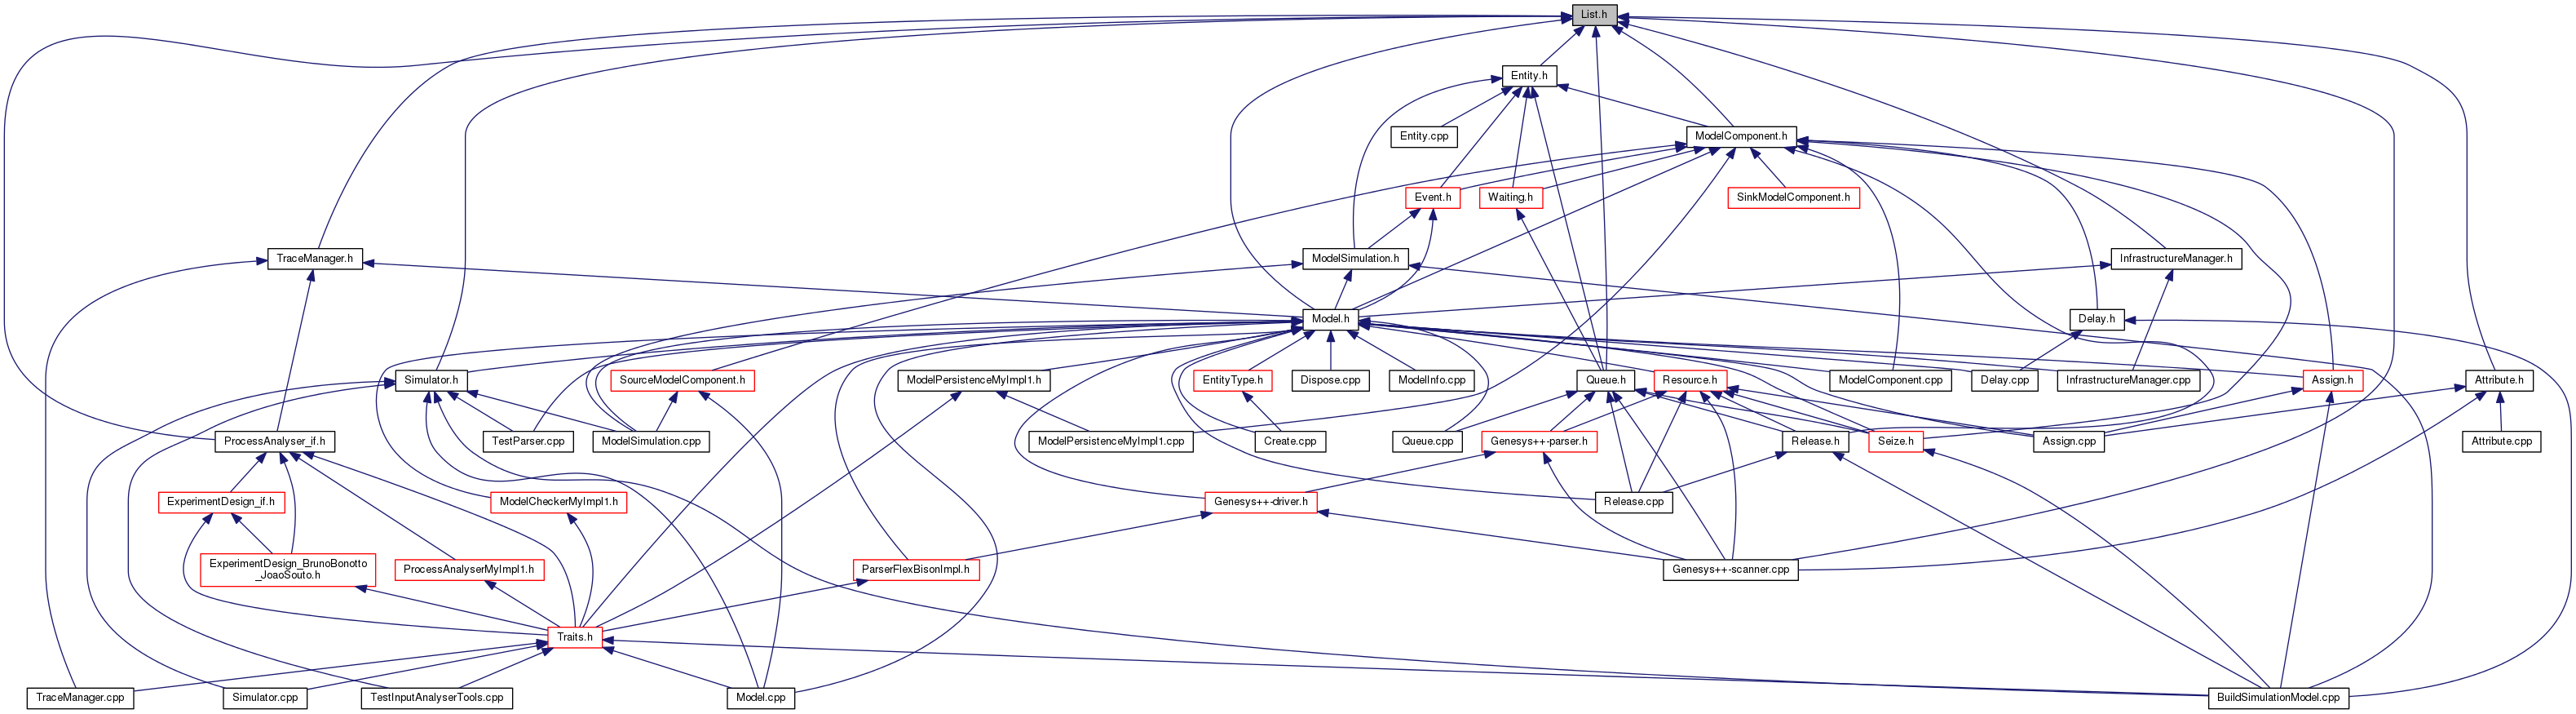 List.h
Entity.h
Entity.cpp
ModelComponent.h
Event.h
Waiting.h
SinkModelComponent.h
TraceManager.h
ModelSimulation.h
InfrastructureManager.h
Model.h
Delay.h
Simulator.h
SourceModelComponent.h
ModelPersistenceMyImpl1.h
EntityType.h
Dispose.cpp
ModelInfo.cpp
Queue.h
Resource.h
ModelComponent.cpp
Delay.cpp
InfrastructureManager.cpp
Assign.h
Attribute.h
ProcessAnalyser_if.h
TestParser.cpp
ModelSimulation.cpp
ModelPersistenceMyImpl1.cpp
Create.cpp
Queue.cpp
Genesys++-parser.h
Release.h
Seize.h
Assign.cpp
Attribute.cpp
ExperimentDesign_if.h
ModelCheckerMyImpl1.h
Genesys++-driver.h
Release.cpp
ExperimentDesign_BrunoBonotto
_JoaoSouto.h
ProcessAnalyserMyImpl1.h
ParserFlexBisonImpl.h
Genesys++-scanner.cpp
Traits.h
TraceManager.cpp
Simulator.cpp
TestInputAnalyserTools.cpp
Model.cpp
BuildSimulationModel.cpp